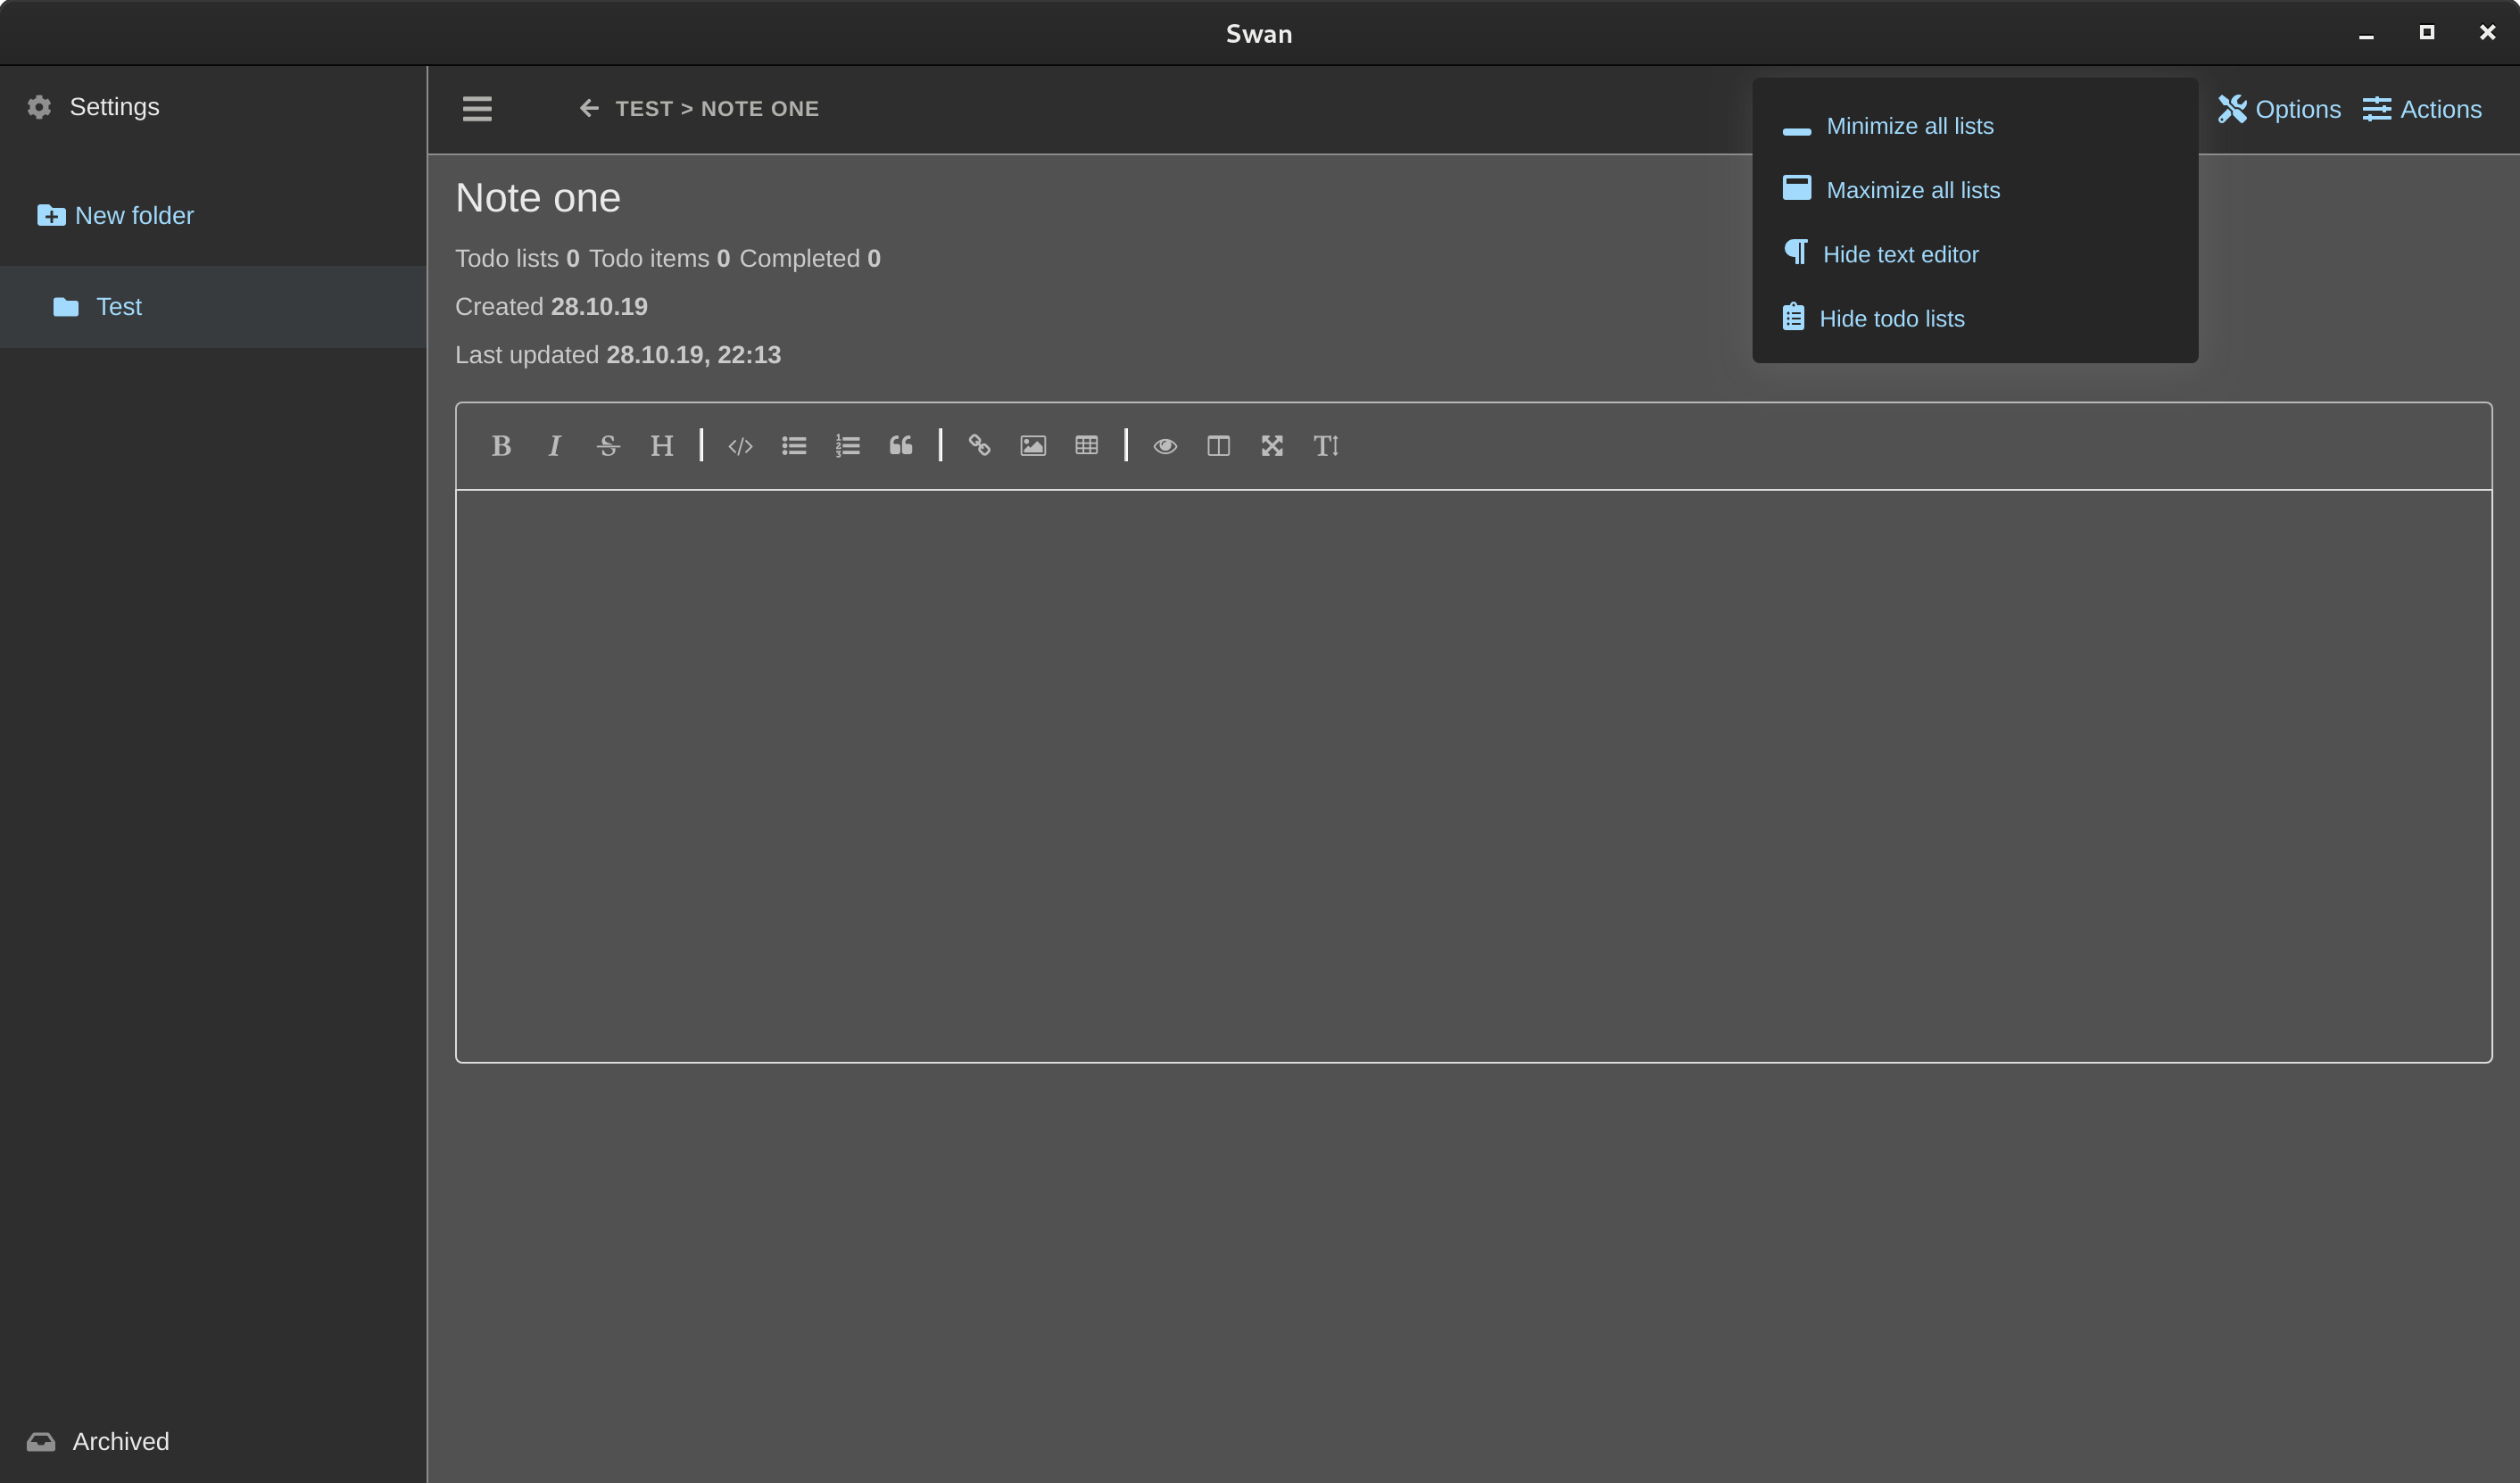 Swan
Settings
TEST > NOTE ONE
Options
Actions
New folder
Test
Archived
Minimize all lists
Maximize all lists
Hide text editor
Hide todo lists
Note one
Todo lists 0 Todo items 0 Completed 0
Created 28.10.19
Last updated 28.10.19, 22:13